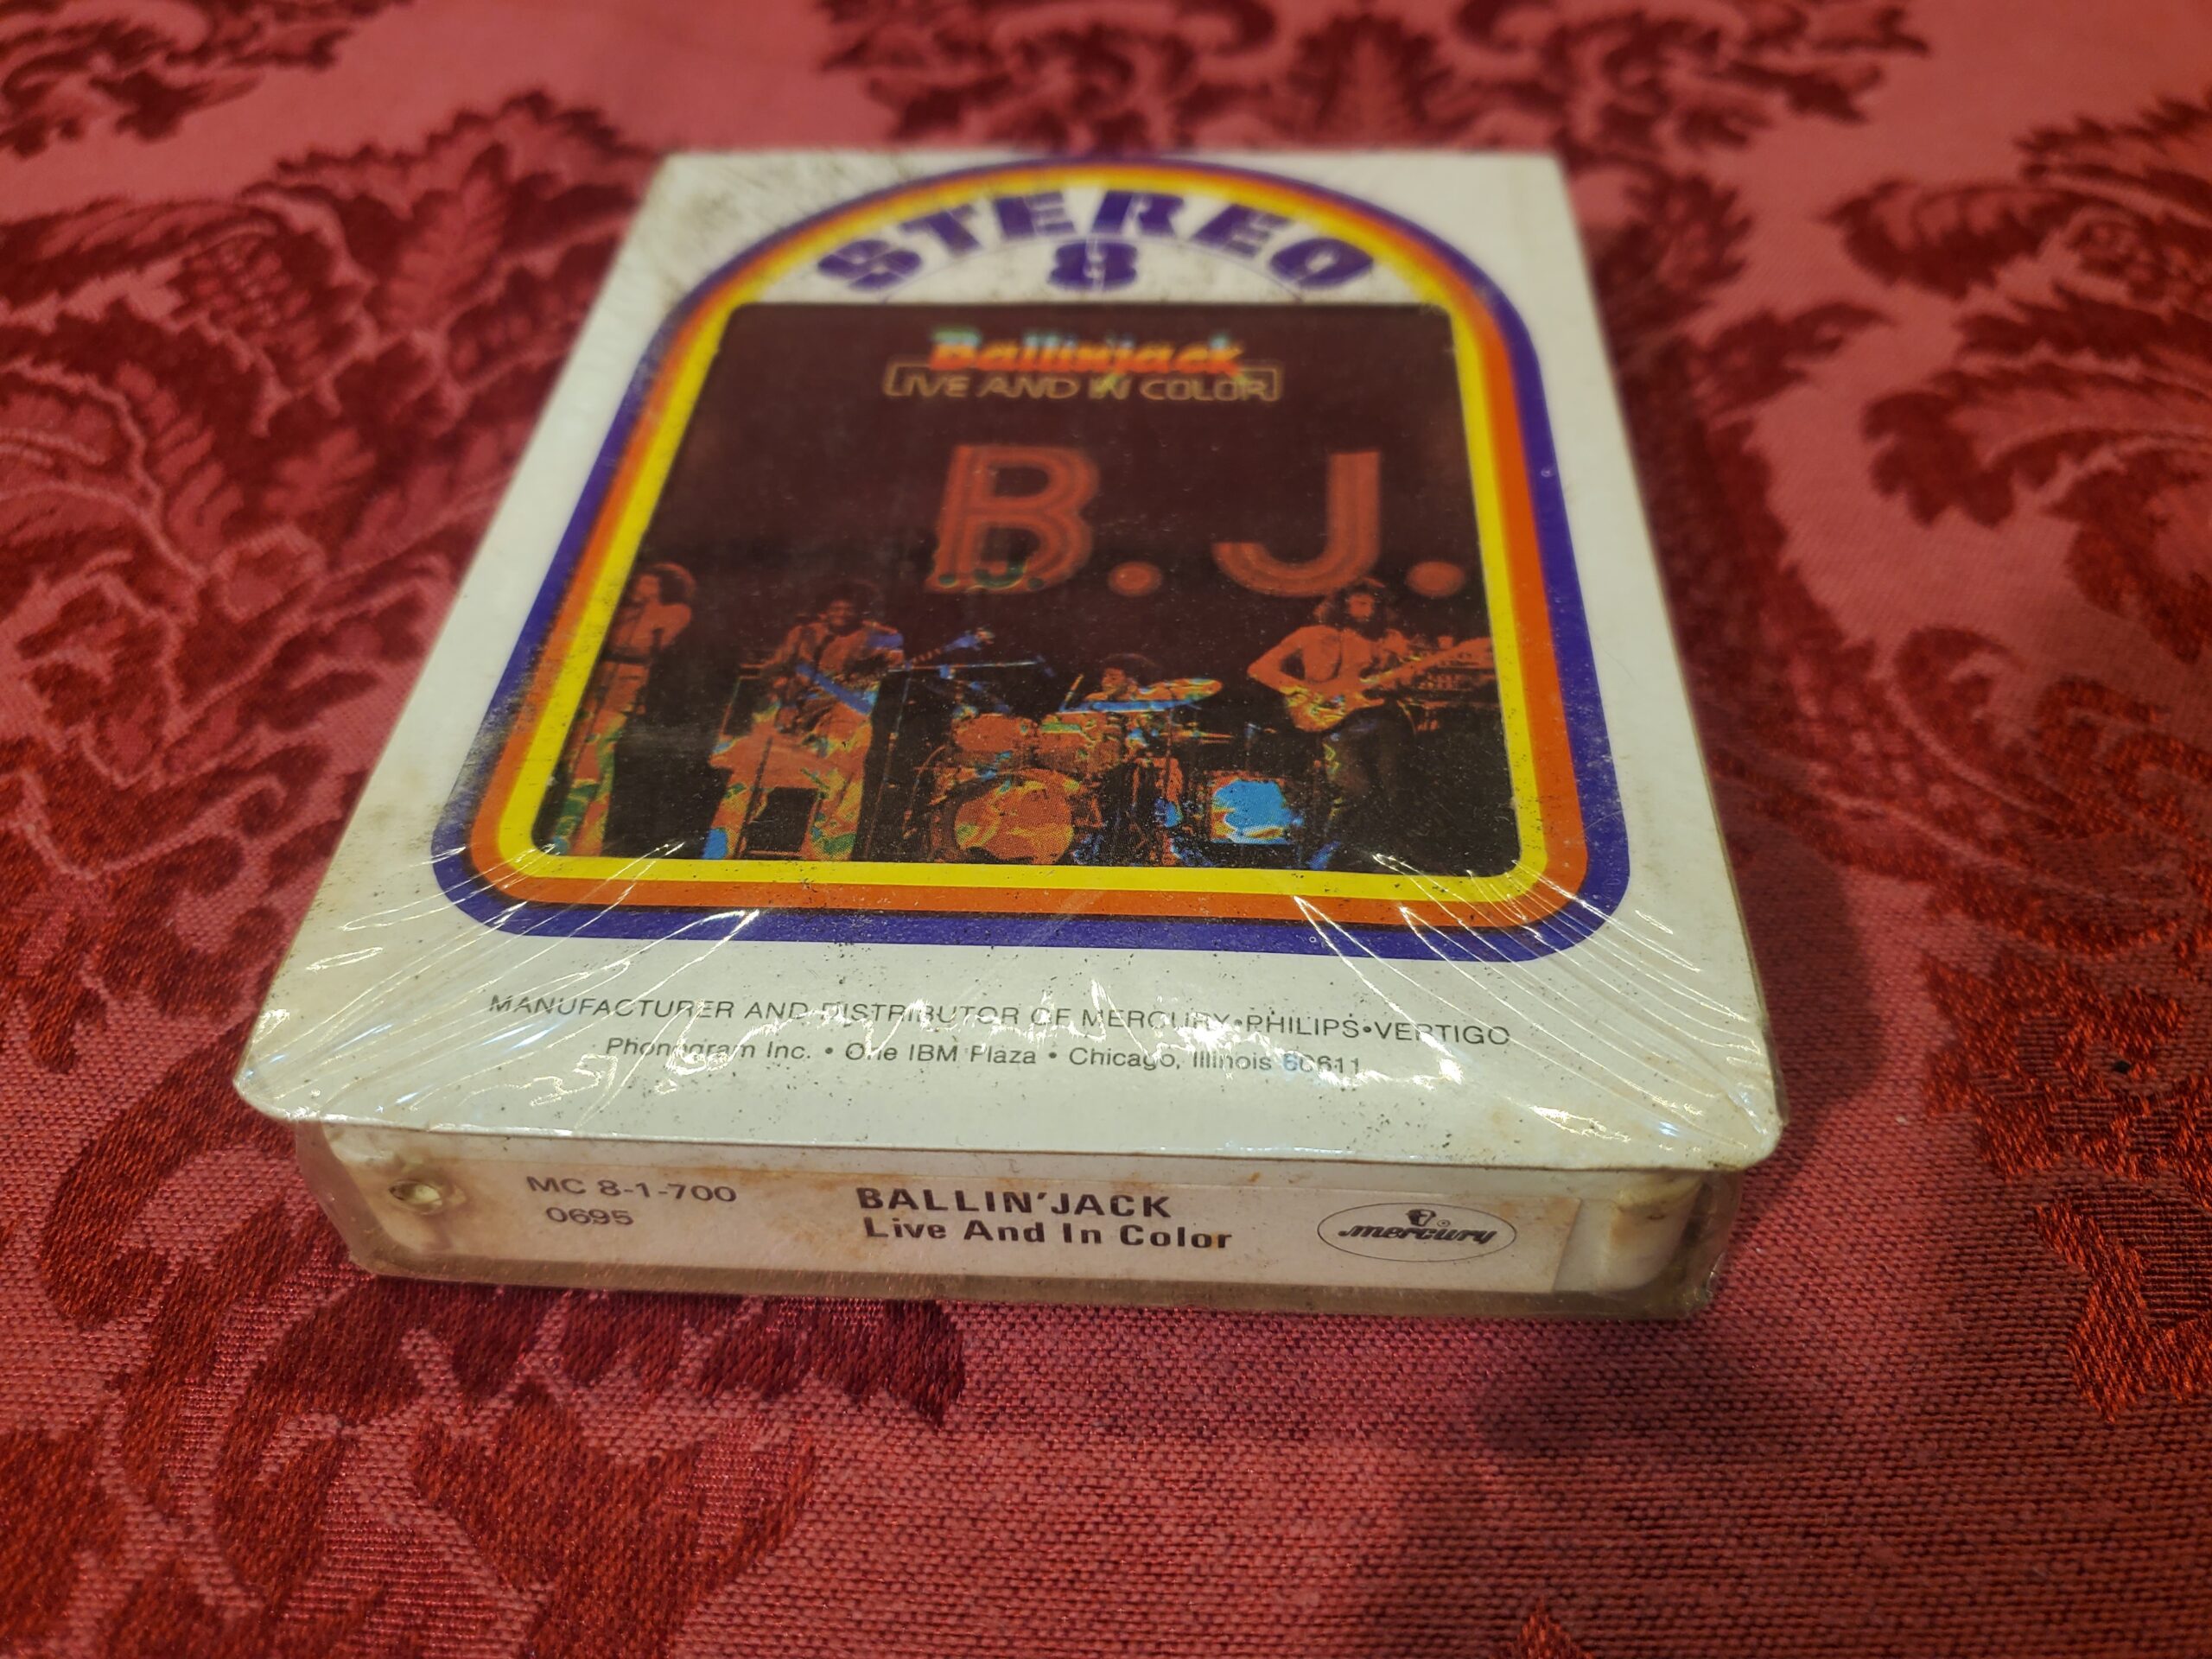 STEREO
8
Ballinjack
LIVE AND IN COLOR
B. J.
MANUFACTURER AND DISTRIBUTOR OF MERCURY•PHILIPS•VERTIGO
Phonogram Inc. • One IBM Plaza • Chicago, Illinois 60611
MC 8-1-700
0695
BALLIN'JACK
Live And In Color
mercury